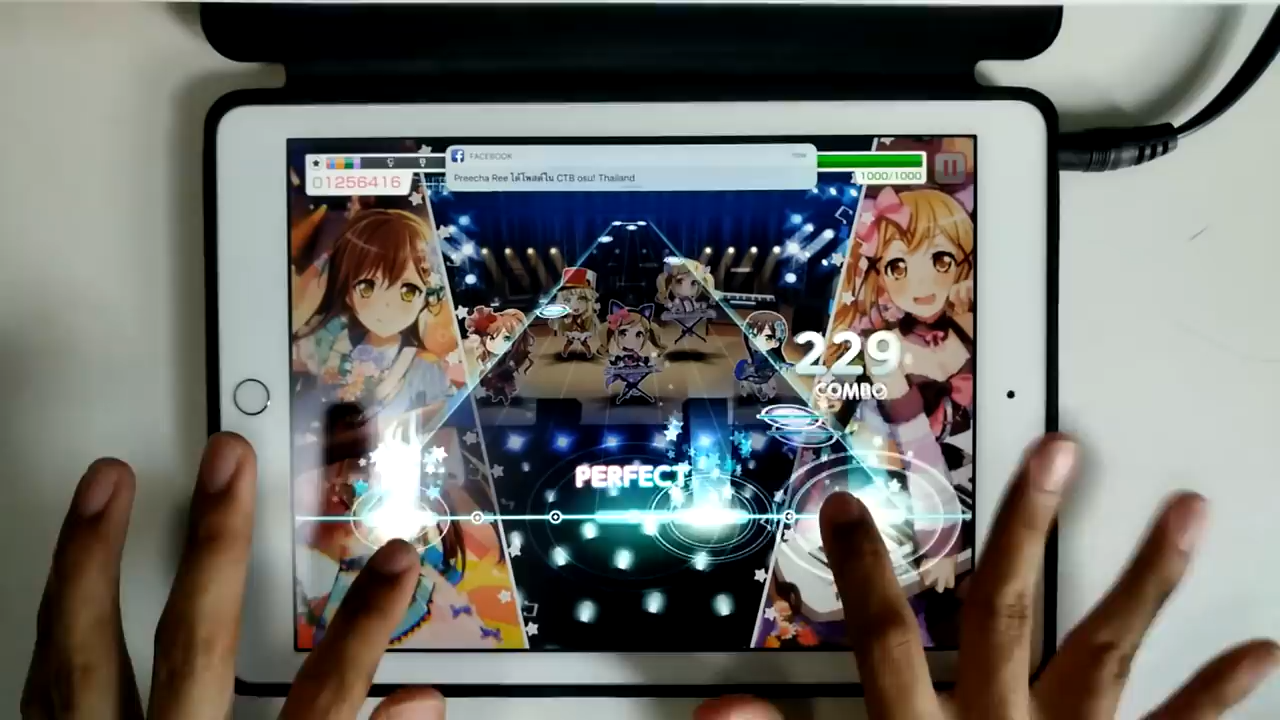 FACEBOOK
Preecha Ree ได้โพสต์ใน CTB osu! Thailand
C B
01256416
1000/1000
229
COMBO
PERFECT